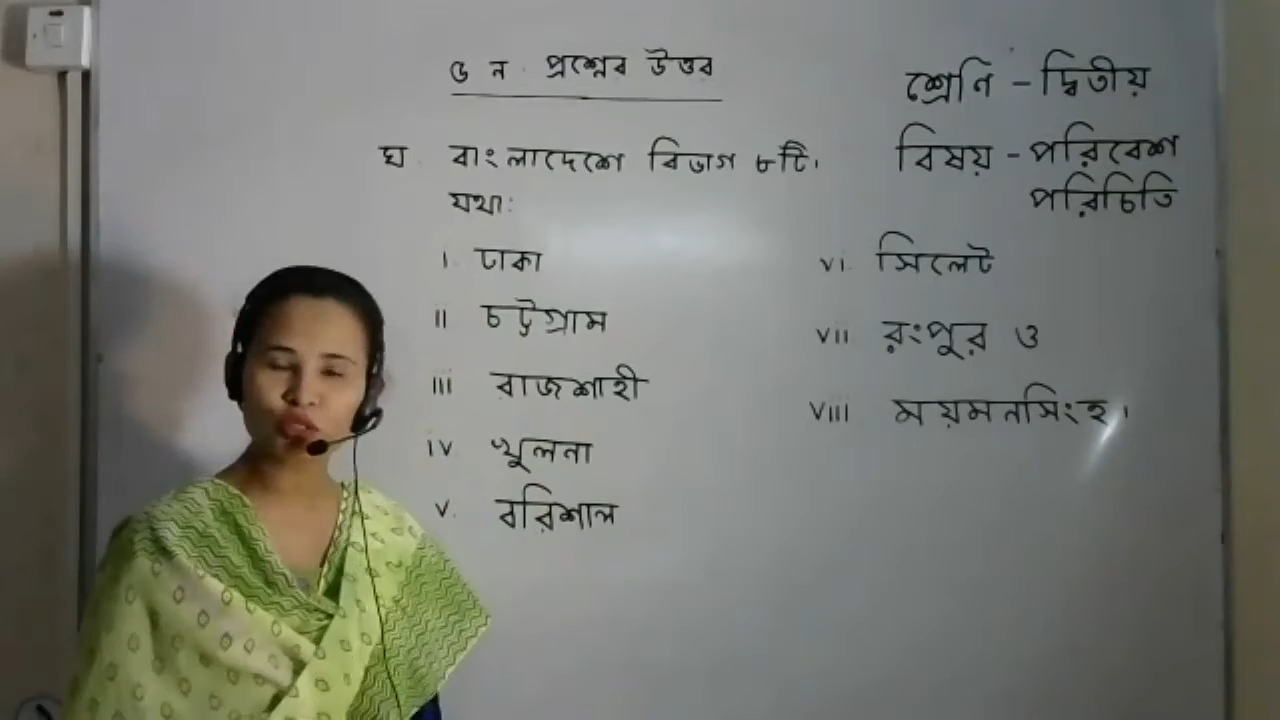 ৬ ন. প্রশ্নের উত্তর
শ্রেনি - দ্বিতীয়
বিষয় - পরিবেশ
পরিচিতি
ঘ. বাংলাদেশে বিভাগ ৮টি।
যথা:
i. ঢাকা
ii চট্টগ্রাম
iii রাজশাহী
iv খুলনা
v. বরিশাল
vi. সিলেট
vii রংপুর ও
viii ময়মনসিংহ।